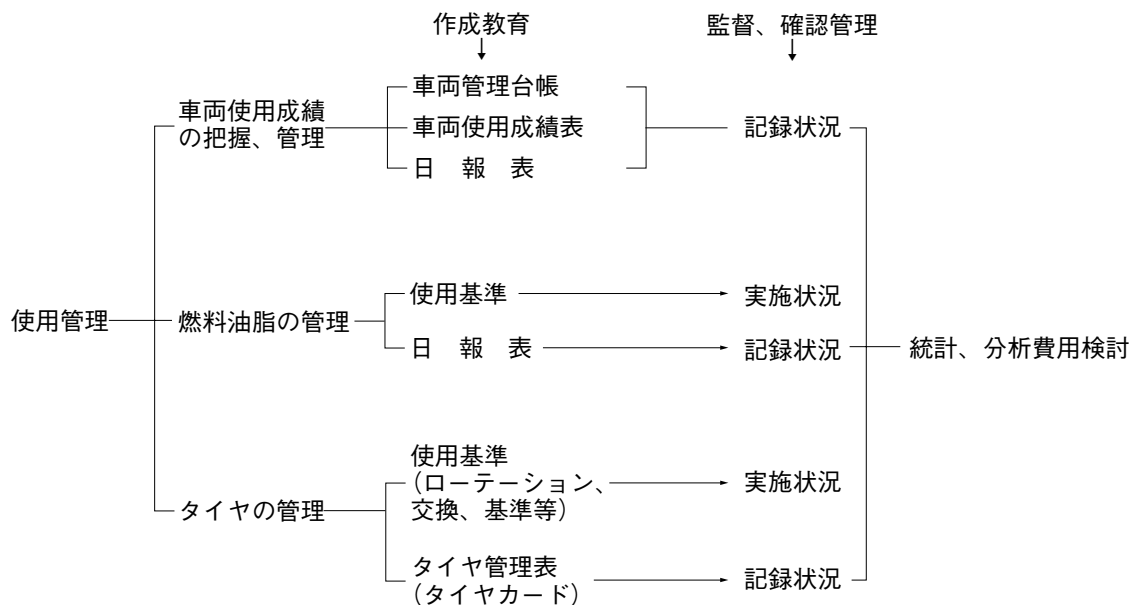 作成教育
監督、確認管理
車両使用成績
の把握、管理
車両管理台帳
車両使用成績表
日 報 表
記録状況
使用管理
燃料油脂の管理
使用基準
実施状況
日 報 表
記録状況
統計、分析費用検討
タイヤの管理
使用基準
(ローテーション、
交換、基準等)
実施状況
タイヤ管理表
(タイヤカード)
記録状況